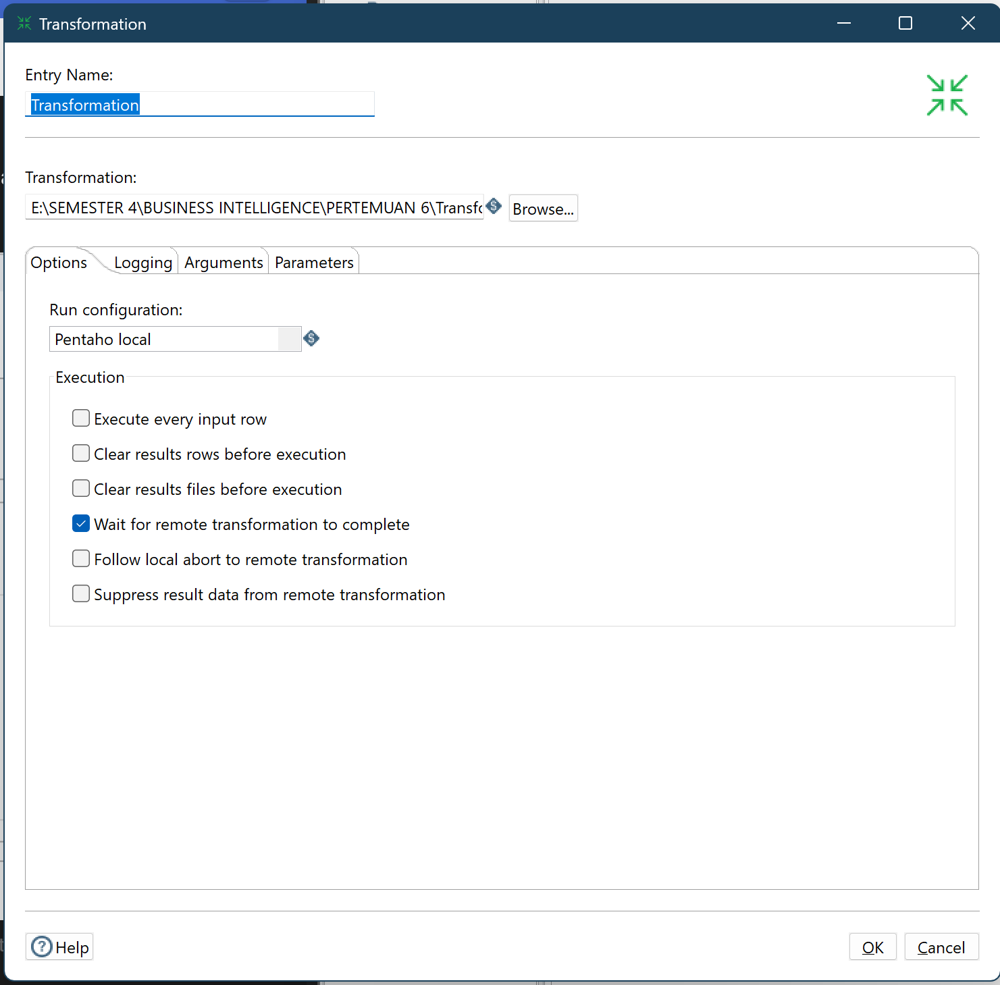 Transformation
Entry Name:
Transformation
Transformation:
E:\SEMESTER 4\BUSINESS INTELLIGENCE\PERTEMUAN 6\Transfo
Browse...
Options Logging Arguments Parameters
Run configuration:
Pentaho local
Execution
Execute every input row
Clear results rows before execution
Clear results files before execution
Wait for remote transformation to complete
Follow local abort to remote transformation
Suppress result data from remote transformation
Help
OK Cancel